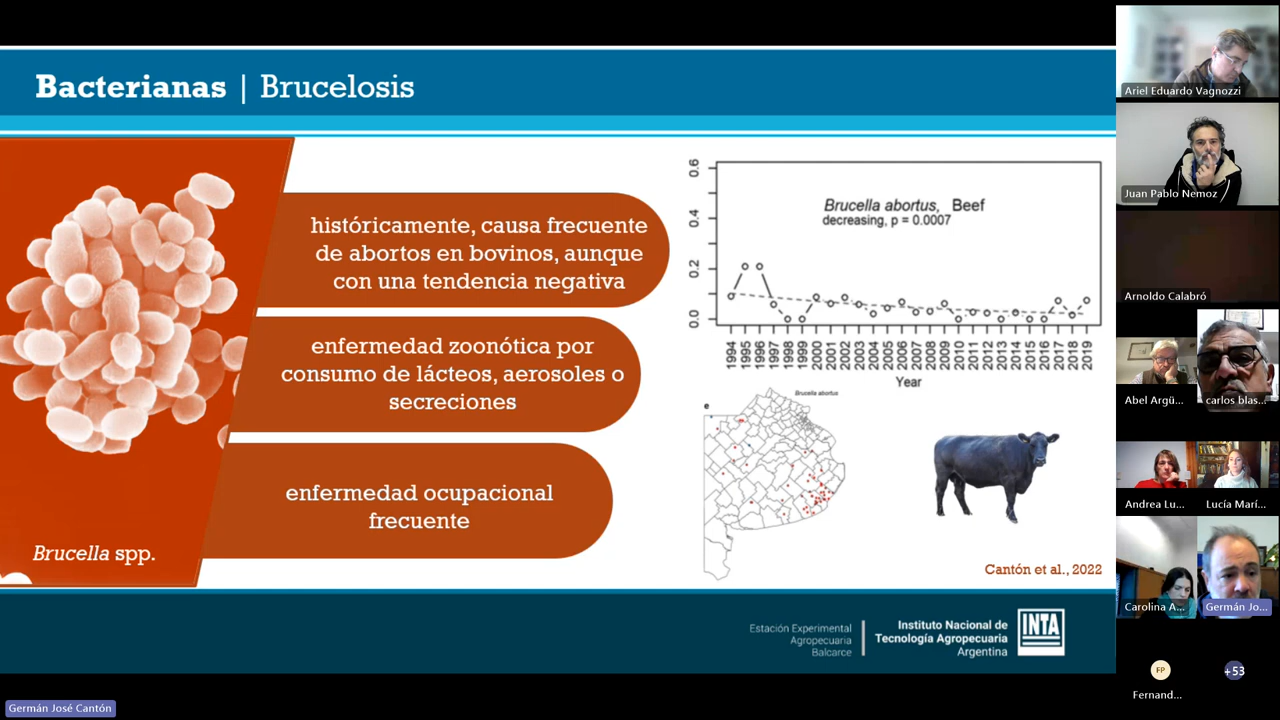 Bacterianas | Brucelosis
históricamente, causa frecuente
de abortos en bovinos, aunque
con una tendencia negativa
enfermedad zoonótica por
consumo de lácteos, aerosoles o
secreciones
enfermedad ocupacional
frecuente
Brucella spp.
0.6
0.4
0.2
0.0
Brucella abortus, Beef
decreasing, p = 0.0007
1994 1995 1996 1997 1998 1999 2000 2001 2002 2003 2004 2005 2006 2007 2008 2009 2010 2011 2012 2013 2014 2015 2016 2017 2018 2019
Year
e
Brucella abortus
Cantón et al., 2022
Estación Experimental
Agropecuaria
Balcarce
Instituto Nacional de
Tecnología Agropecuaria
Argentina
INTA
Germán José Cantón
Ariel Eduardo Vagnozzi
Juan Pablo Nemoz
Arnoldo Calabró
Abel Argü...
carlos blas...
Andrea Lu...
Lucía Marí...
Carolina A...
Germán Jo...
FP
Fernand...
+53